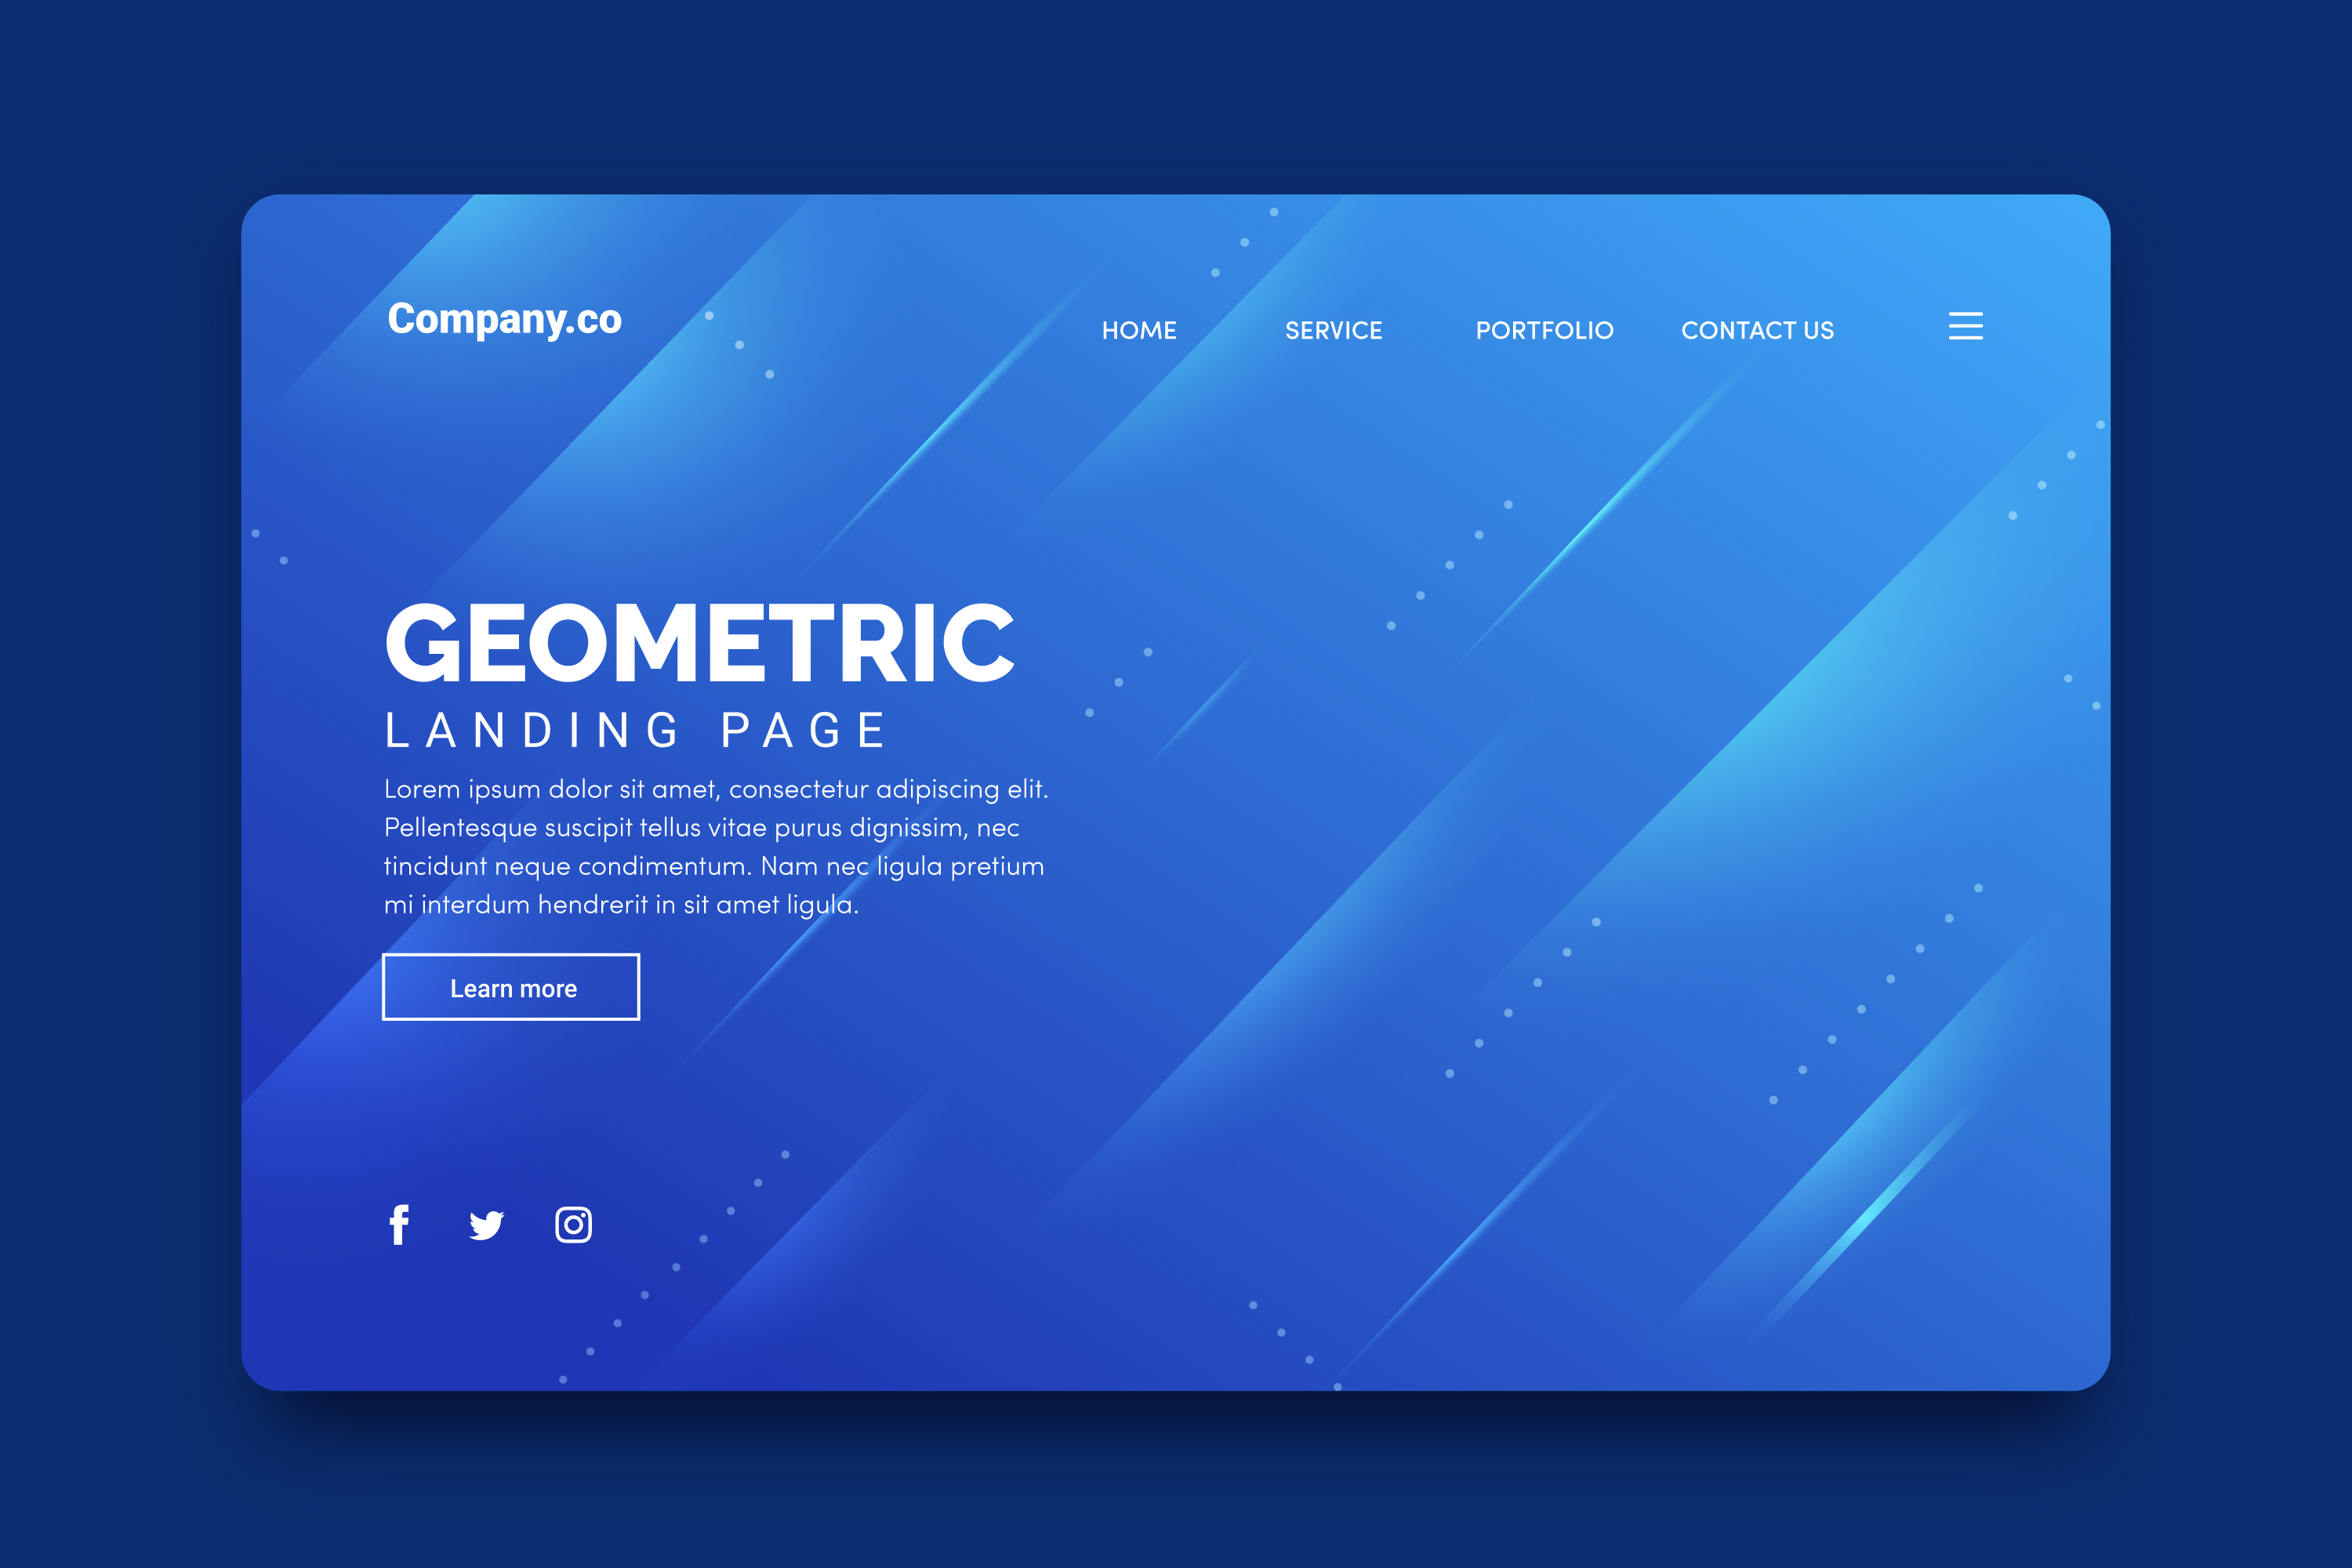 Company.co
HOME SERVICE PORTFOLIO CONTACT US
GEOMETRIC
LANDING PAGE
Lorem ipsum dolor sit amet, consectetur adipiscing elit.
Pellentesque suscipit tellus vitae purus dignissim, nec
tincidunt neque condimentum. Nam nec ligula pretium
mi interdum hendrerit in sit amet ligula.
Learn more